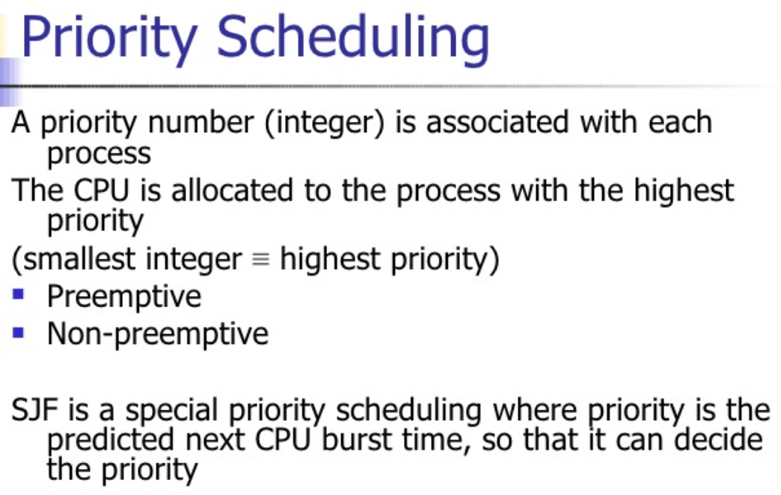 Priority Scheduling
A priority number (integer) is associated with each
process
The CPU is allocated to the process with the highest
priority
(smallest integer ≡ highest priority)
▪ Preemptive
▪ Non-preemptive
SJF is a special priority scheduling where priority is the
predicted next CPU burst time, so that it can decide
the priority